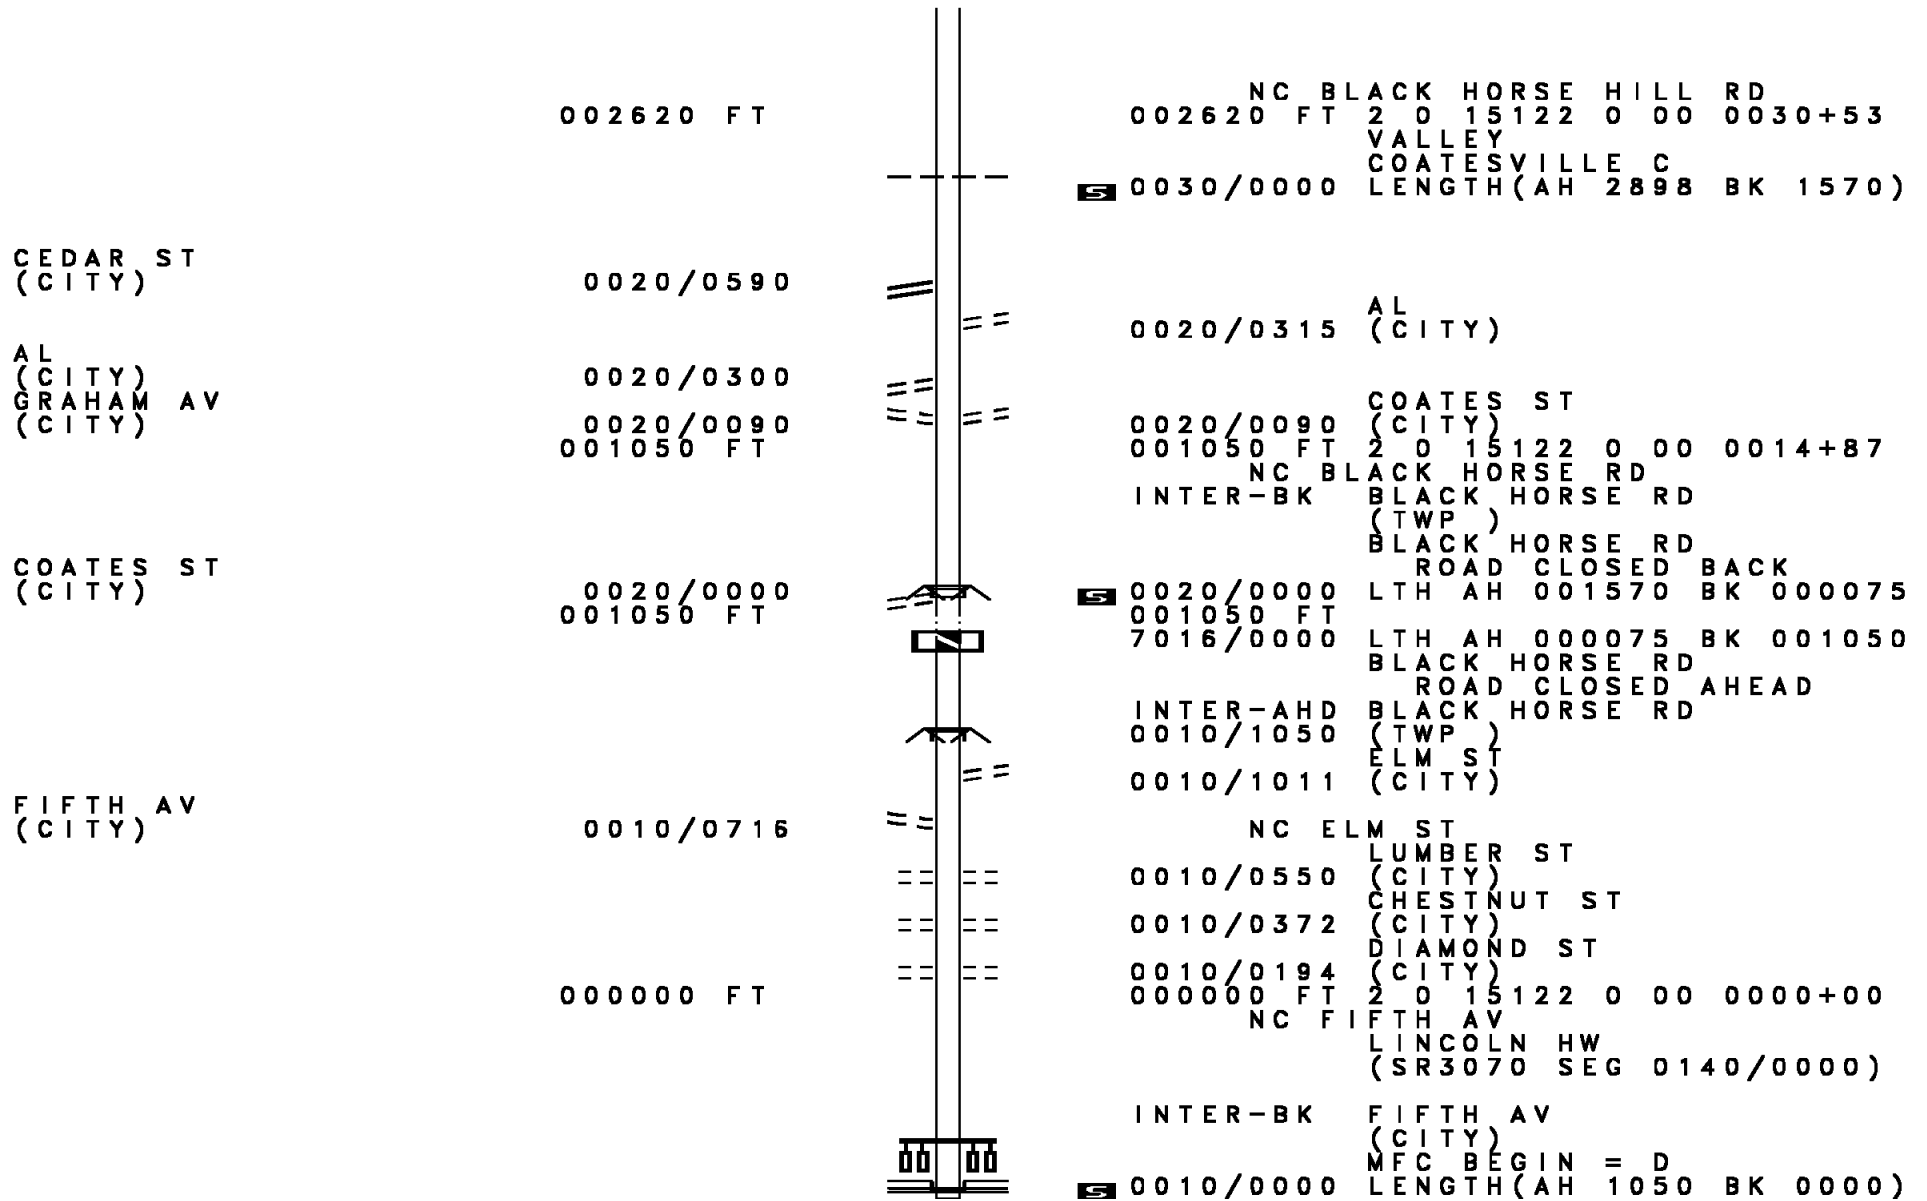 NC BLACK HORSE HILL RD
002620 FT 002620 FT 2 0 15122 0 00 0030+53
VALLEY
COATESVILLE C
S 0030/0000 LENGTH(AH 2898 BK 1570)
CEDAR ST
(CITY) 0020/0590
AL
0020/0315 (CITY)
AL
(CITY) 0020/0300
GRAHAM AV COATES ST
(CITY) 0020/0090 0020/0090 (CITY)
001050 FT 001050 FT 2 0 15122 0 00 0014+87
NC BLACK HORSE RD
INTER-BK BLACK HORSE RD
(TWP )
BLACK HORSE RD
COATES ST ROAD CLOSED BACK
(CITY) 0020/0000 S 0020/0000 LTH AH 001570 BK 000075
001050 FT 001050 FT
7016/0000 LTH AH 000075 BK 001050
BLACK HORSE RD
ROAD CLOSED AHEAD
INTER-AHD BLACK HORSE RD
0010/1050 (TWP )
ELM ST
0010/1011 (CITY)
FIFTH AV
(CITY) 0010/0716 NC ELM ST
LUMBER ST
0010/0550 (CITY)
CHESTNUT ST
0010/0372 (CITY)
DIAMOND ST
0010/0194 (CITY)
000000 FT 000000 FT 2 0 15122 0 00 0000+00
NC FIFTH AV
LINCOLN HW
(SR3070 SEG 0140/0000)
INTER-BK FIFTH AV
(CITY)
MFC BEGIN = D
S 0010/0000 LENGTH(AH 1050 BK 0000)